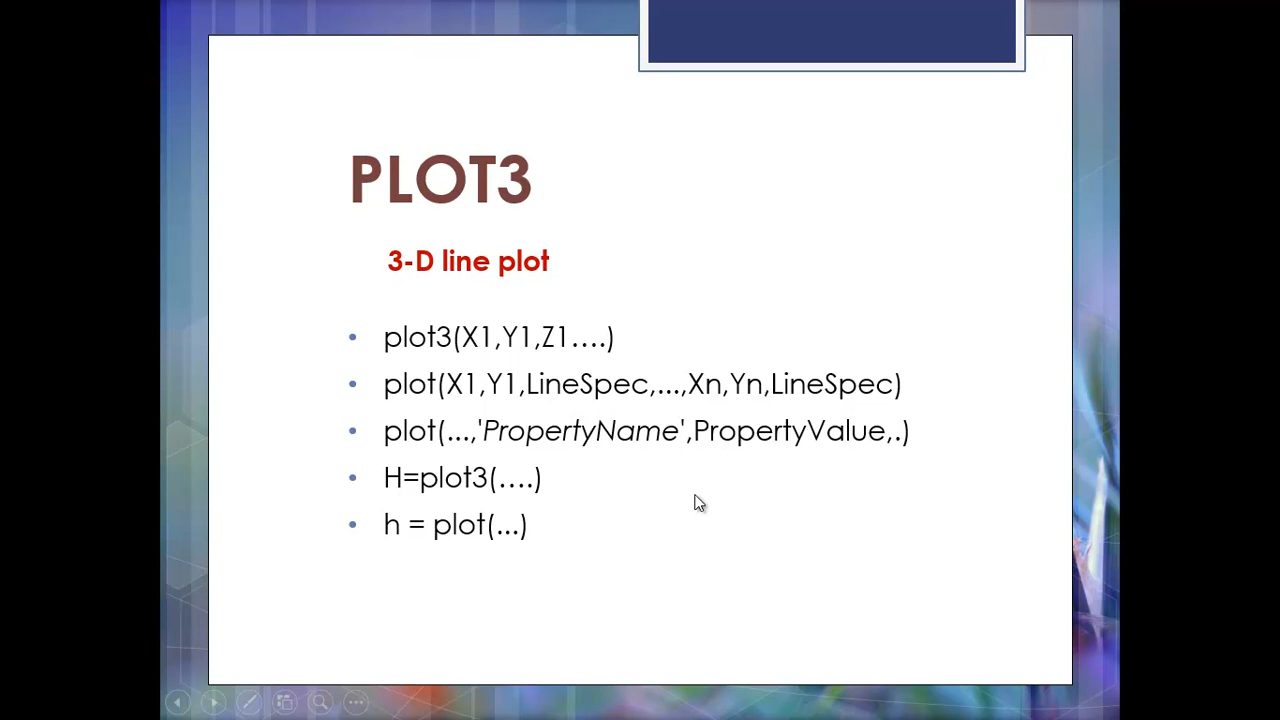 PLOT3
3-D line plot
• plot3(X1,Y1,Z1….)
• plot(X1,Y1,LineSpec,...,Xn,Yn,LineSpec)
• plot(...,'PropertyName',PropertyValue,.)
• H=plot3(….)
• h = plot(...)